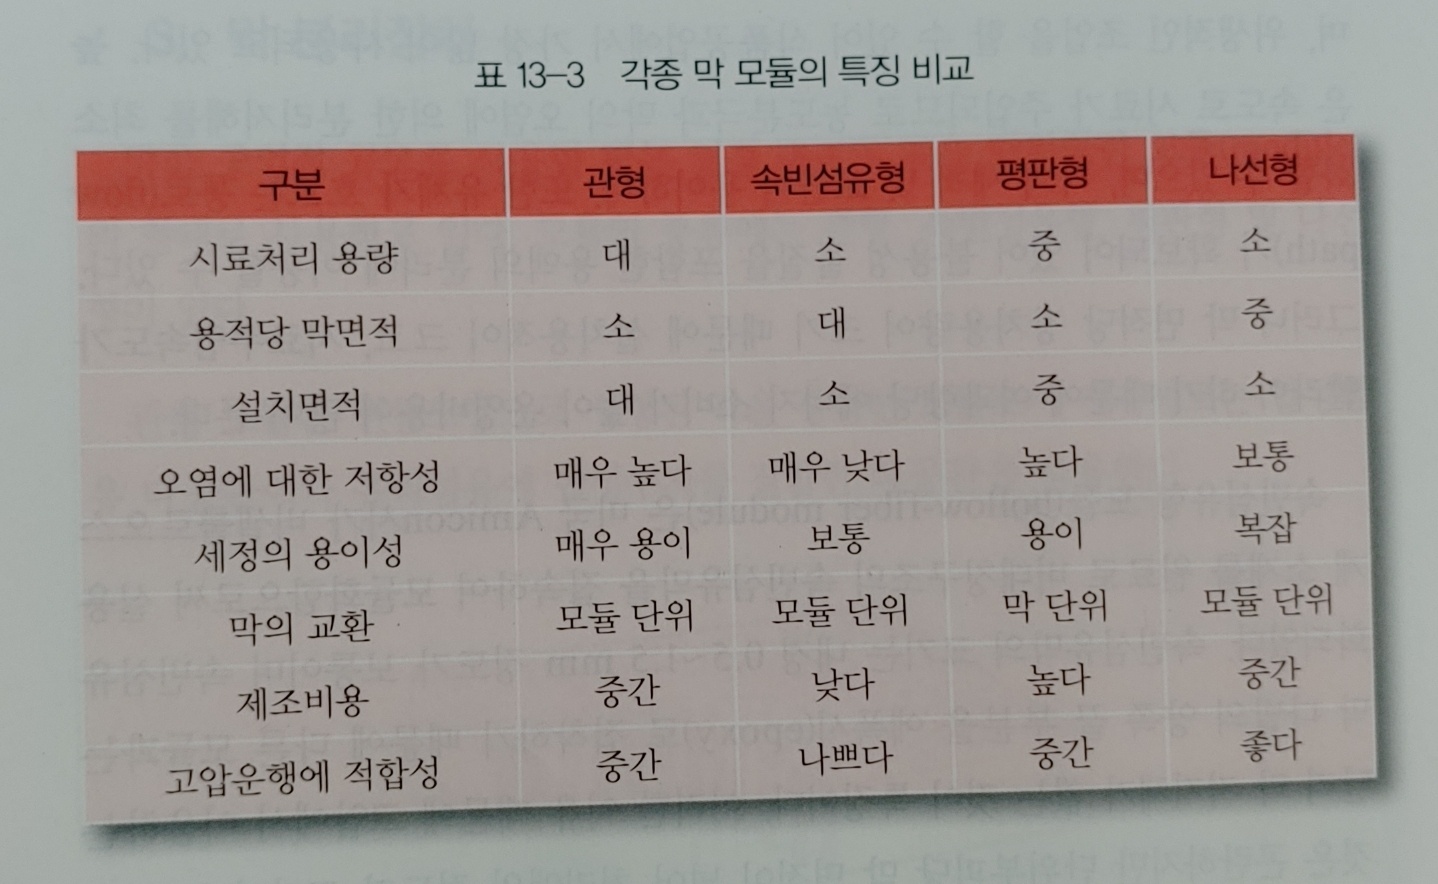 표 13-3 각종 막 모듈의 특징 비교
구분 관형 속빈섬유형 평판형 나선형
시료처리 용량 대 소 중 소
용적당 막면적 소 대 소 중
설치면적 대 소 중 소
오염에 대한 저항성 매우 높다 매우 낮다 높다 보통
세정의 용이성 매우 용이 보통 용이 복잡
막의 교환 모듈 단위 모듈 단위 막 단위 모듈 단위
제조비용 중간 낮다 높다 중간
고압운행에 적합성 중간 나쁘다 중간 좋다